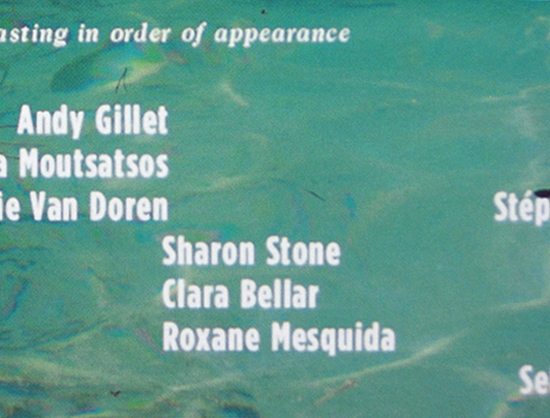 asting in order of appearance
Andy Gillet
a Moutsatsos
ie Van Doren
Stép
Sharon Stone
Clara Bellar
Roxane Mesquida
Se